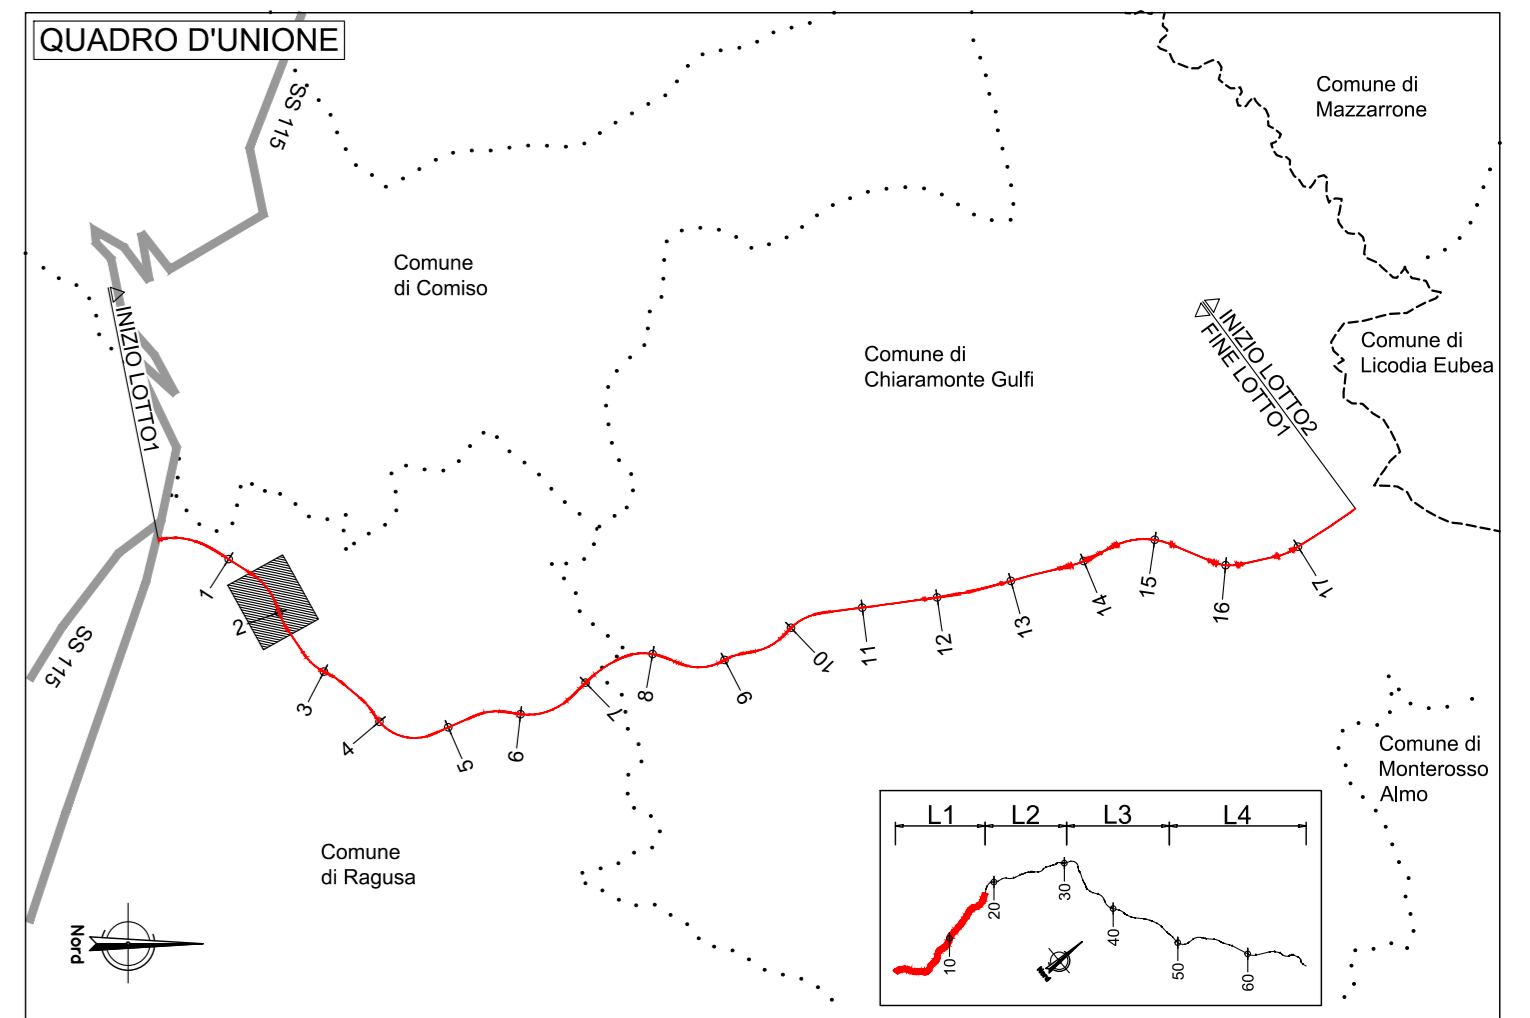 QUADRO D'UNIONE
SS 115
Comune di
Mazzarrone
Comune
di Comiso
INIZIO LOTTO1
Comune di
Chiaramonte Gulfi
INIZIO LOTTO2
FINE LOTTO1
Comune di
Licodia Eubea
1
2
3
4
5
6
7
8
9
10
11
12
13
14
15
16
17
SS 115
Comune di
Monterosso
Almo
Comune
di Ragusa
Nord
L1 L2 L3 L4
10
20
30
40
50
60
Nord